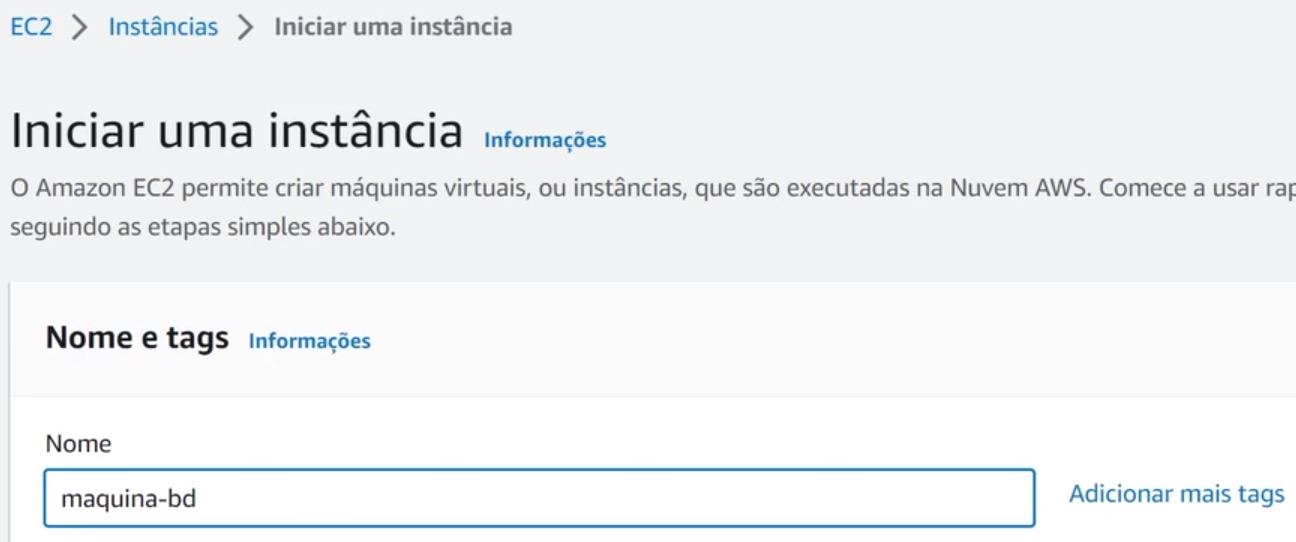 EC2 > Instâncias > Iniciar uma instância
Iniciar uma instância Informações
O Amazon EC2 permite criar máquinas virtuais, ou instâncias, que são executadas na Nuvem AWS. Comece a usar
seguindo as etapas simples abaixo.
Nome e tags Informações
Nome
maquina-bd Adicionar mais tags